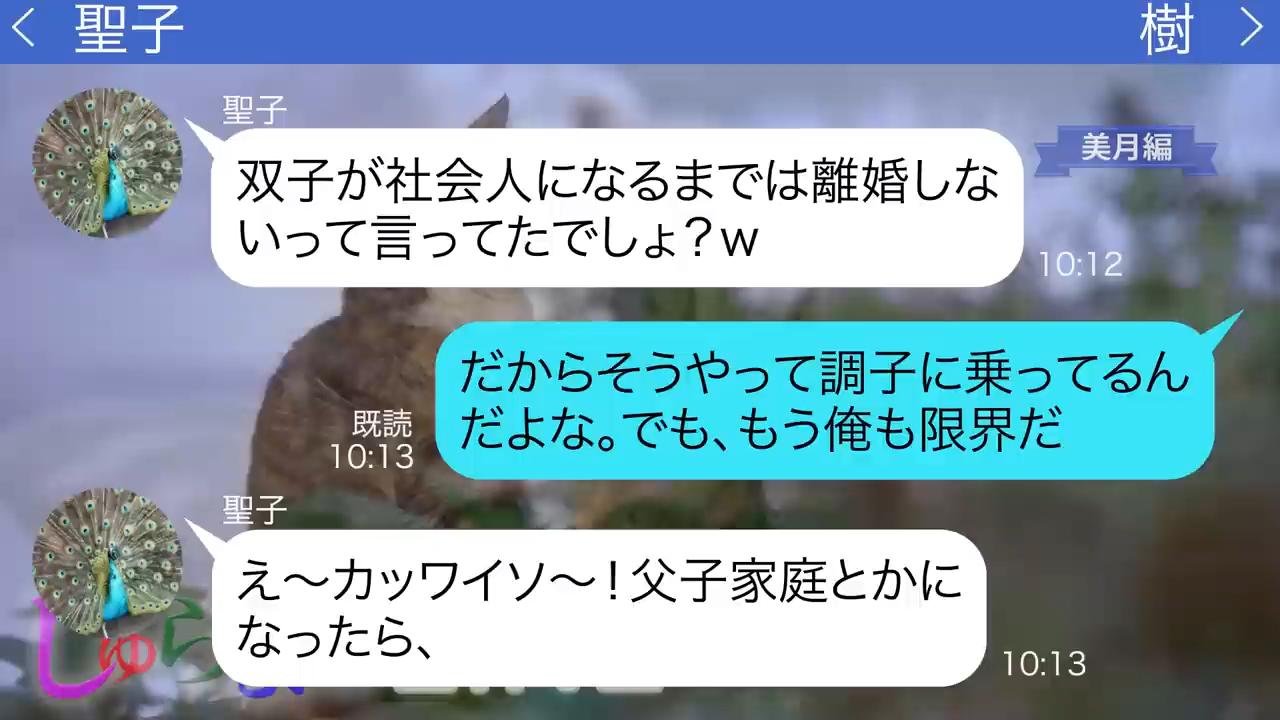 聖子
樹
聖子
美月編
双子が社会人になるまでは離婚しな
いって言ってたでしょ？w
10:12
だからそうやって調子に乗ってるん
だよな。でも、もう俺も限界だ
既読
10:13
聖子
え～カッワイソ～！父子家庭とかに
なったら、
10:13
しゅら